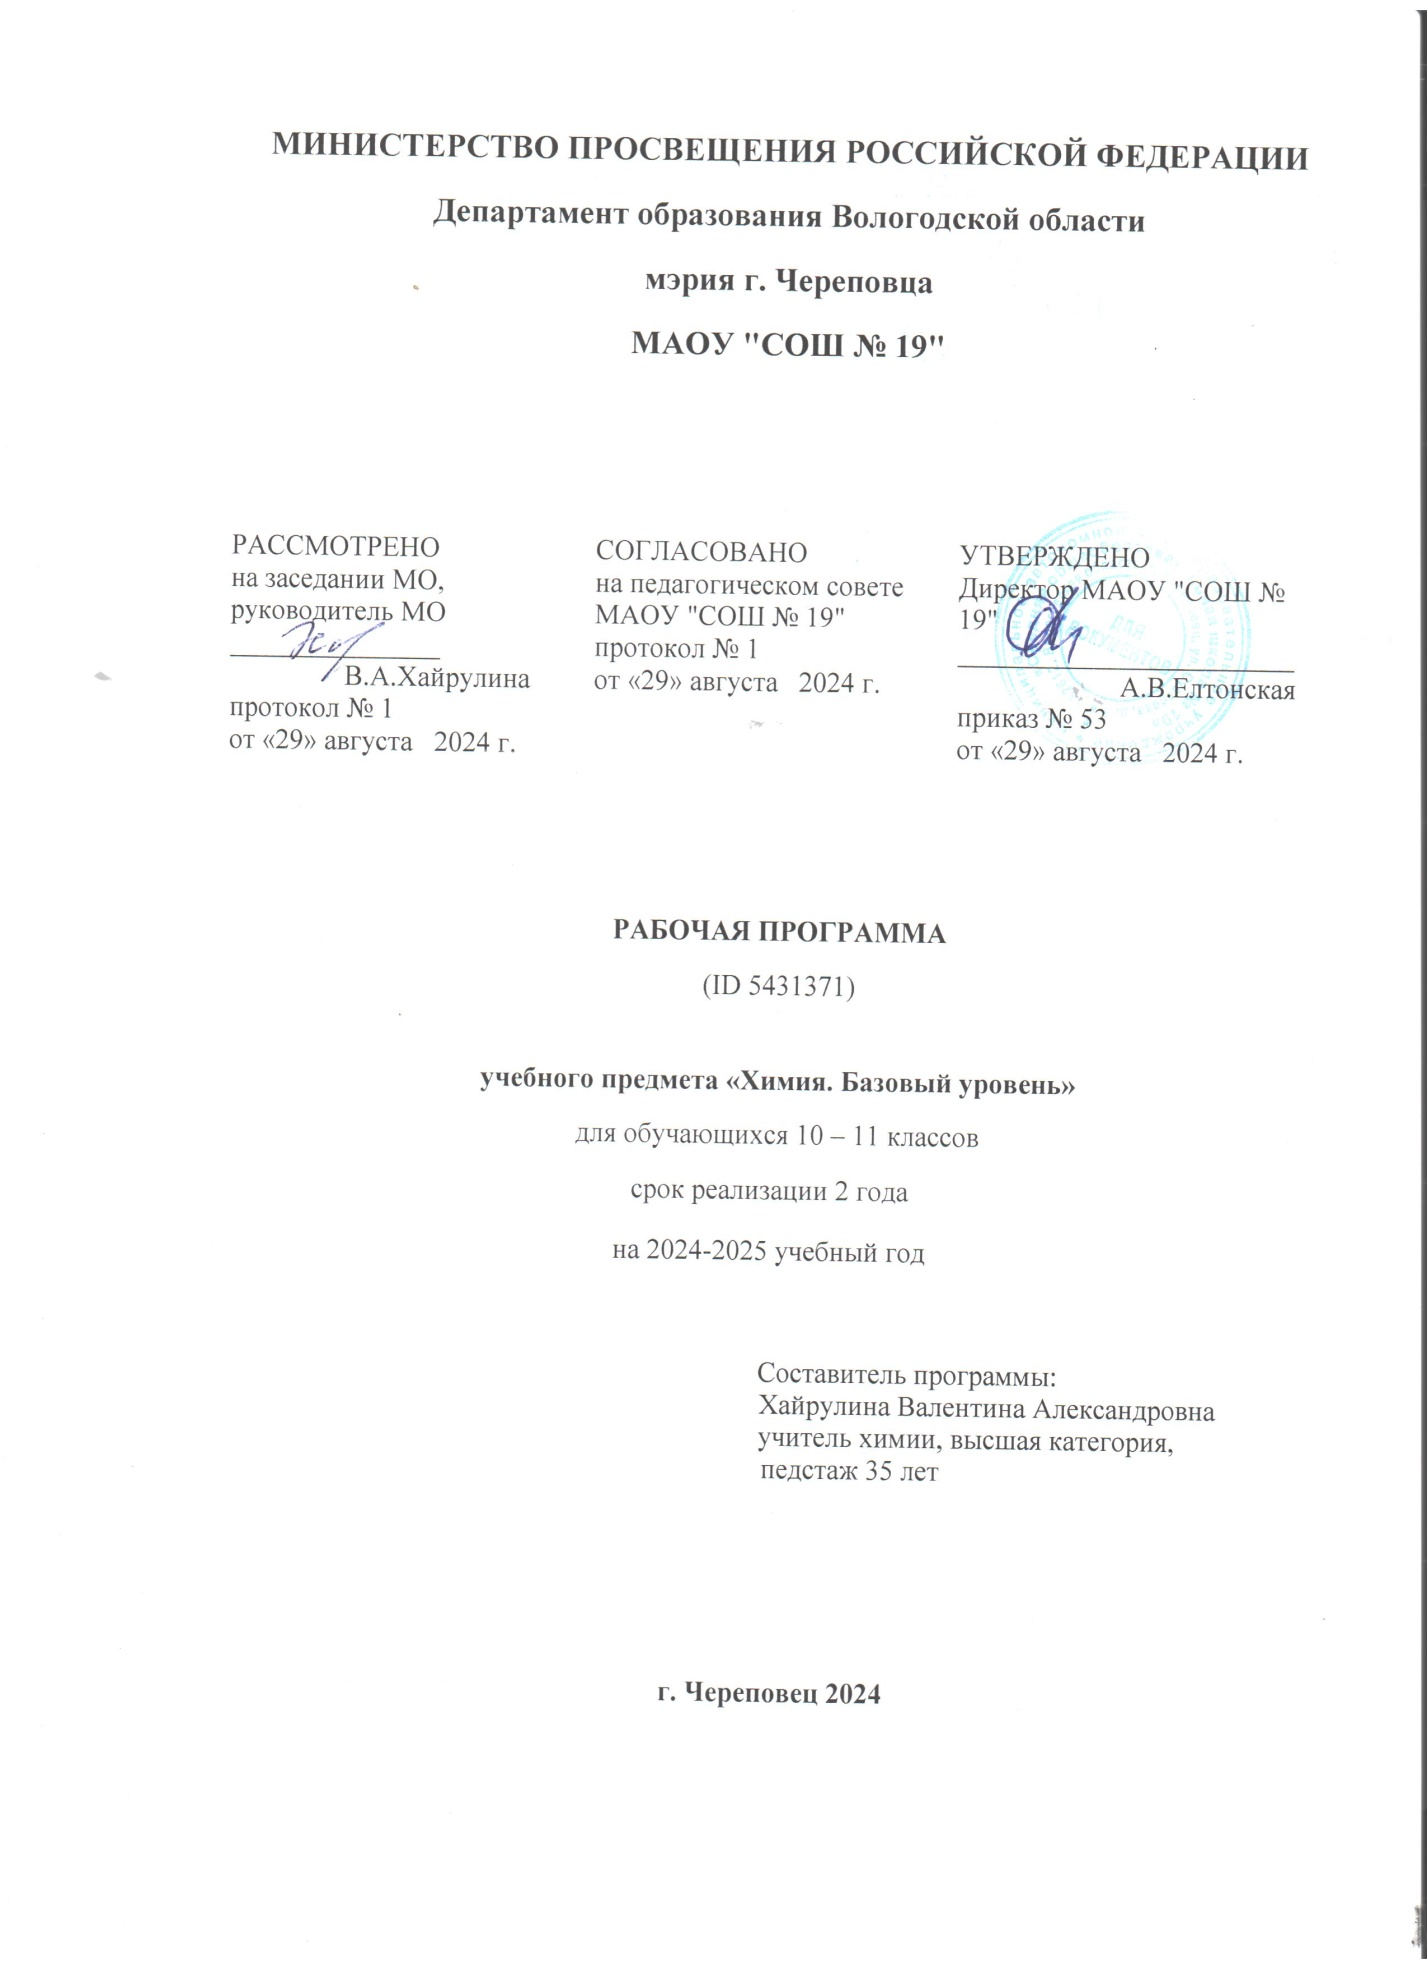 МИНИСТЕРСТВО ПРОСВЕЩЕНИЯ РОССИЙСКОЙ ФЕДЕРАЦИИ
Департамент образования Вологодской области
мэрия г. Череповца
МАОУ "СОШ № 19"
РАССМОТРЕНО
на заседании МО,
руководитель МО
В.А.Хайрулина
протокол № 1
от «29» августа 2024 г.
СОГЛАСОВАНО
на педагогическом совете
МАОУ "СОШ № 19"
протокол № 1
от «29» августа 2024 г.
УТВЕРЖДЕНО
Директор МАОУ "СОШ №
19"
А.В.Елтонская
приказ № 53
от «29» августа 2024 г.
для
документов
РАБОЧАЯ ПРОГРАММА
(ID 5431371)
учебного предмета «Химия. Базовый уровень»
для обучающихся 10 – 11 классов
срок реализации 2 года
на 2024-2025 учебный год
Составитель программы:
Хайрулина Валентина Александровна
учитель химии, высшая категория,
педстаж 35 лет
г. Череповец 2024